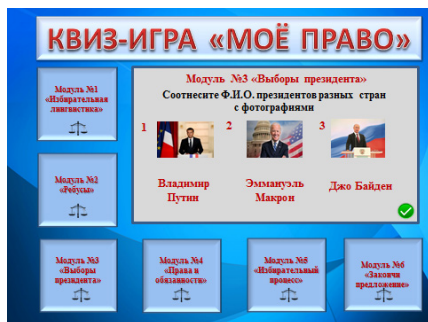 КВИЗ-ИГРА «МОЁ ПРАВО»
Модуль №1
«Избирательная
лингвистика»
Модуль №3 «Выборы президента»
Соотнесите Ф.И.О. президентов разных стран
с фотографиями
1 2 3
Владимир
Путин
Эммануэль
Макрон
Джо Байден
Модуль №2
«Ребусы»
Модуль №3
«Выборы
президента»
Модуль №4
«Права и
обязанности»
Модуль №5
«Избирательный
процесс»
Модуль №6
«Закончи
предложение»